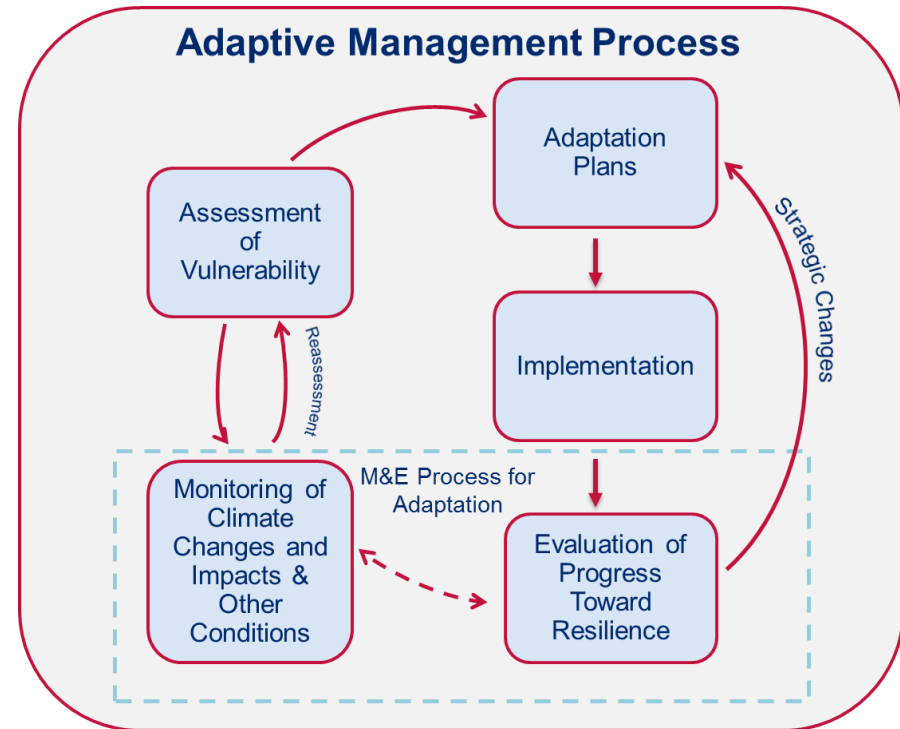 Adaptive Management Process
Adaptation
Plans
Assessment
of
Vulnerability
Strategic Changes
Reassessment
Implementation
M&E Process for
Adaptation
Monitoring of
Climate
Changes and
Impacts &
Other
Conditions
Evaluation of
Progress
Toward
Resilience